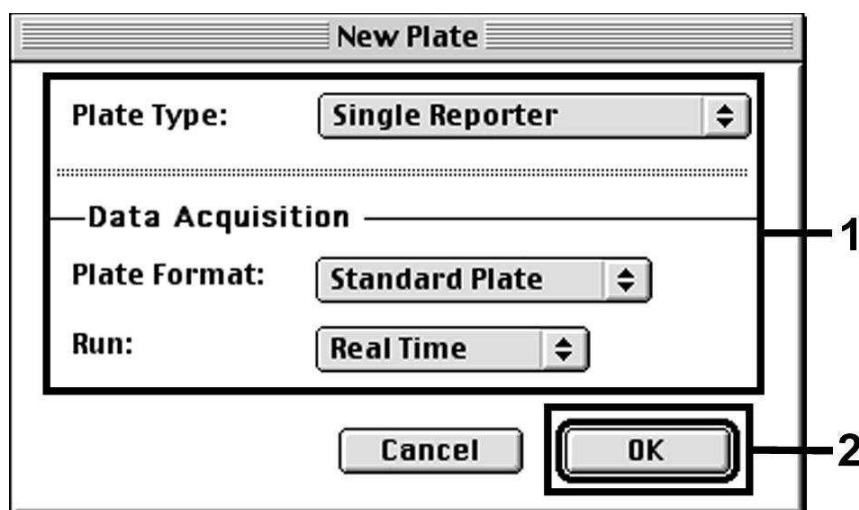 New Plate
Plate Type: Single Reporter
Data Acquisition
1
Plate Format: Standard Plate
Run: Real Time
Cancel OK 2